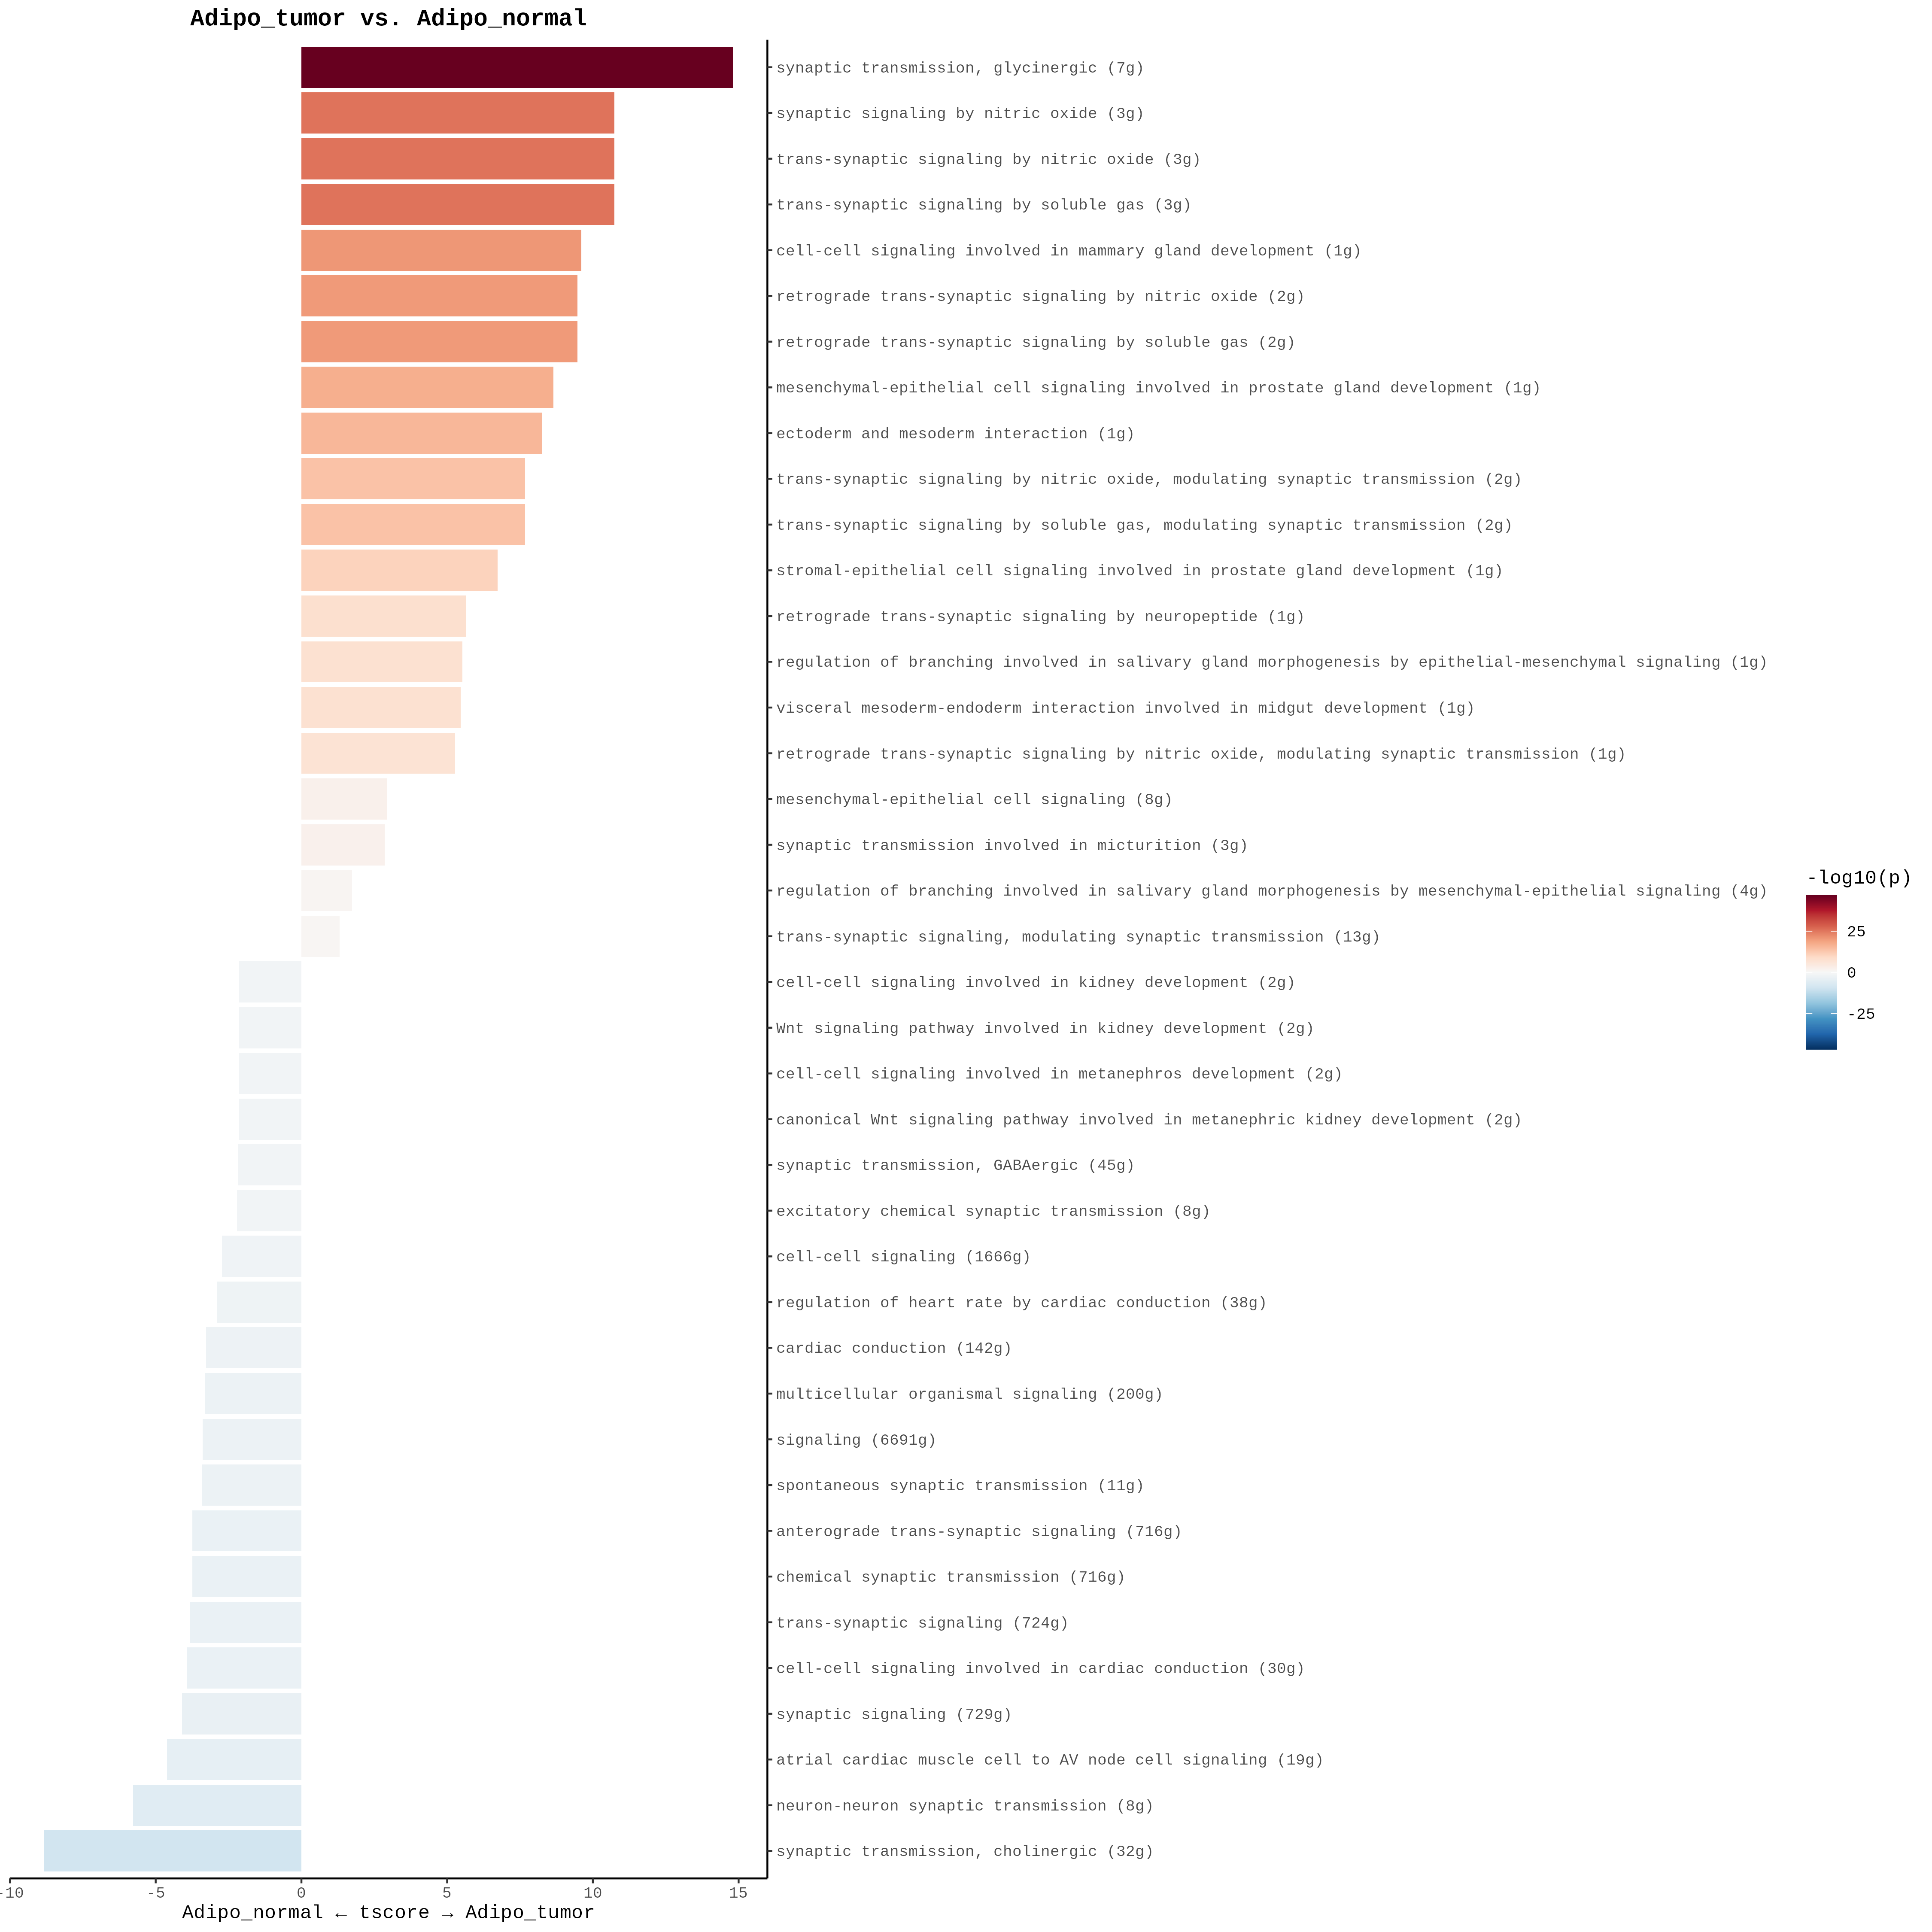 Adipo_tumor vs. Adipo_normal
synaptic transmission, glycinergic (7g)
synaptic signaling by nitric oxide (3g)
trans-synaptic signaling by nitric oxide (3g)
trans-synaptic signaling by soluble gas (3g)
cell-cell signaling involved in mammary gland development (1g)
retrograde trans-synaptic signaling by nitric oxide (2g)
retrograde trans-synaptic signaling by soluble gas (2g)
mesenchymal-epithelial cell signaling involved in prostate gland development (1g)
ectoderm and mesoderm interaction (1g)
trans-synaptic signaling by nitric oxide, modulating synaptic transmission (2g)
trans-synaptic signaling by soluble gas, modulating synaptic transmission (2g)
stromal-epithelial cell signaling involved in prostate gland development (1g)
retrograde trans-synaptic signaling by neuropeptide (1g)
regulation of branching involved in salivary gland morphogenesis by epithelial-mesenchymal signaling (1g)
visceral mesoderm-endoderm interaction involved in midgut development (1g)
retrograde trans-synaptic signaling by nitric oxide, modulating synaptic transmission (1g)
mesenchymal-epithelial cell signaling (8g)
synaptic transmission involved in micturition (3g)
regulation of branching involved in salivary gland morphogenesis by mesenchymal-epithelial signaling (4g)
trans-synaptic signaling, modulating synaptic transmission (13g)
cell-cell signaling involved in kidney development (2g)
Wnt signaling pathway involved in kidney development (2g)
cell-cell signaling involved in metanephros development (2g)
canonical Wnt signaling pathway involved in metanephric kidney development (2g)
synaptic transmission, GABAergic (45g)
excitatory chemical synaptic transmission (8g)
cell-cell signaling (1666g)
regulation of heart rate by cardiac conduction (38g)
cardiac conduction (142g)
multicellular organismal signaling (200g)
signaling (6691g)
spontaneous synaptic transmission (11g)
anterograde trans-synaptic signaling (716g)
chemical synaptic transmission (716g)
trans-synaptic signaling (724g)
cell-cell signaling involved in cardiac conduction (30g)
synaptic signaling (729g)
atrial cardiac muscle cell to AV node cell signaling (19g)
neuron-neuron synaptic transmission (8g)
synaptic transmission, cholinergic (32g)
-10 -5 0 5 10 15
Adipo_normal ← tscore → Adipo_tumor
-log10(p)
25
0
-25